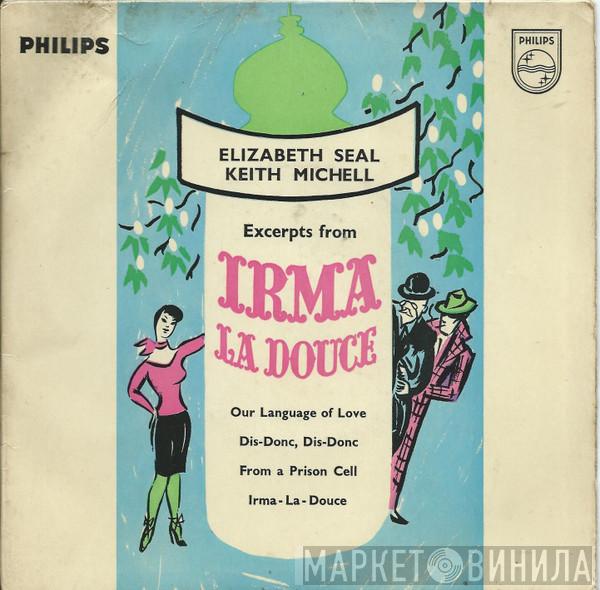 PHILIPS
PHILIPS
ELIZABETH SEAL
KEITH MICHELL
Excerpts from
IRMA
LA DOUCE
Our Language of Love
Dis-Donc, Dis-Donc
From a Prison Cell
Irma-La-Douce
МАРКЕТ ВИНИЛА